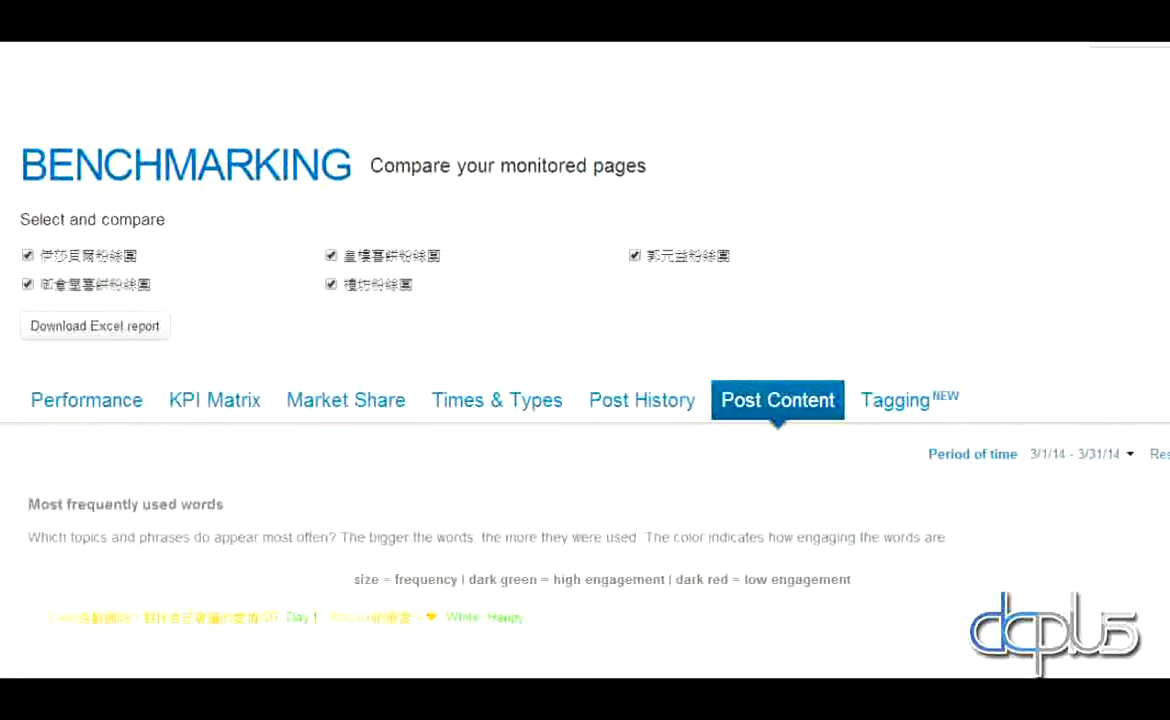 BENCHMARKING Compare your monitored pages
Select and compare
伊莎貝爾粉絲團 皇樓喜餅粉絲團 郭元益粉絲團
御倉屋喜餅粉絲團 禮坊粉絲團
Download Excel report
Performance KPI Matrix Market Share Times & Types Post History Post Content Tagging NEW
Period of time 3/1/14 - 3/31/14
Most frequently used words
Which topics and phrases do appear most often? The bigger the words, the more they were used. The color indicates how engaging the words are
size = frequency | dark green = high engagement | dark red = low engagement
Day! White Happy
dcplus